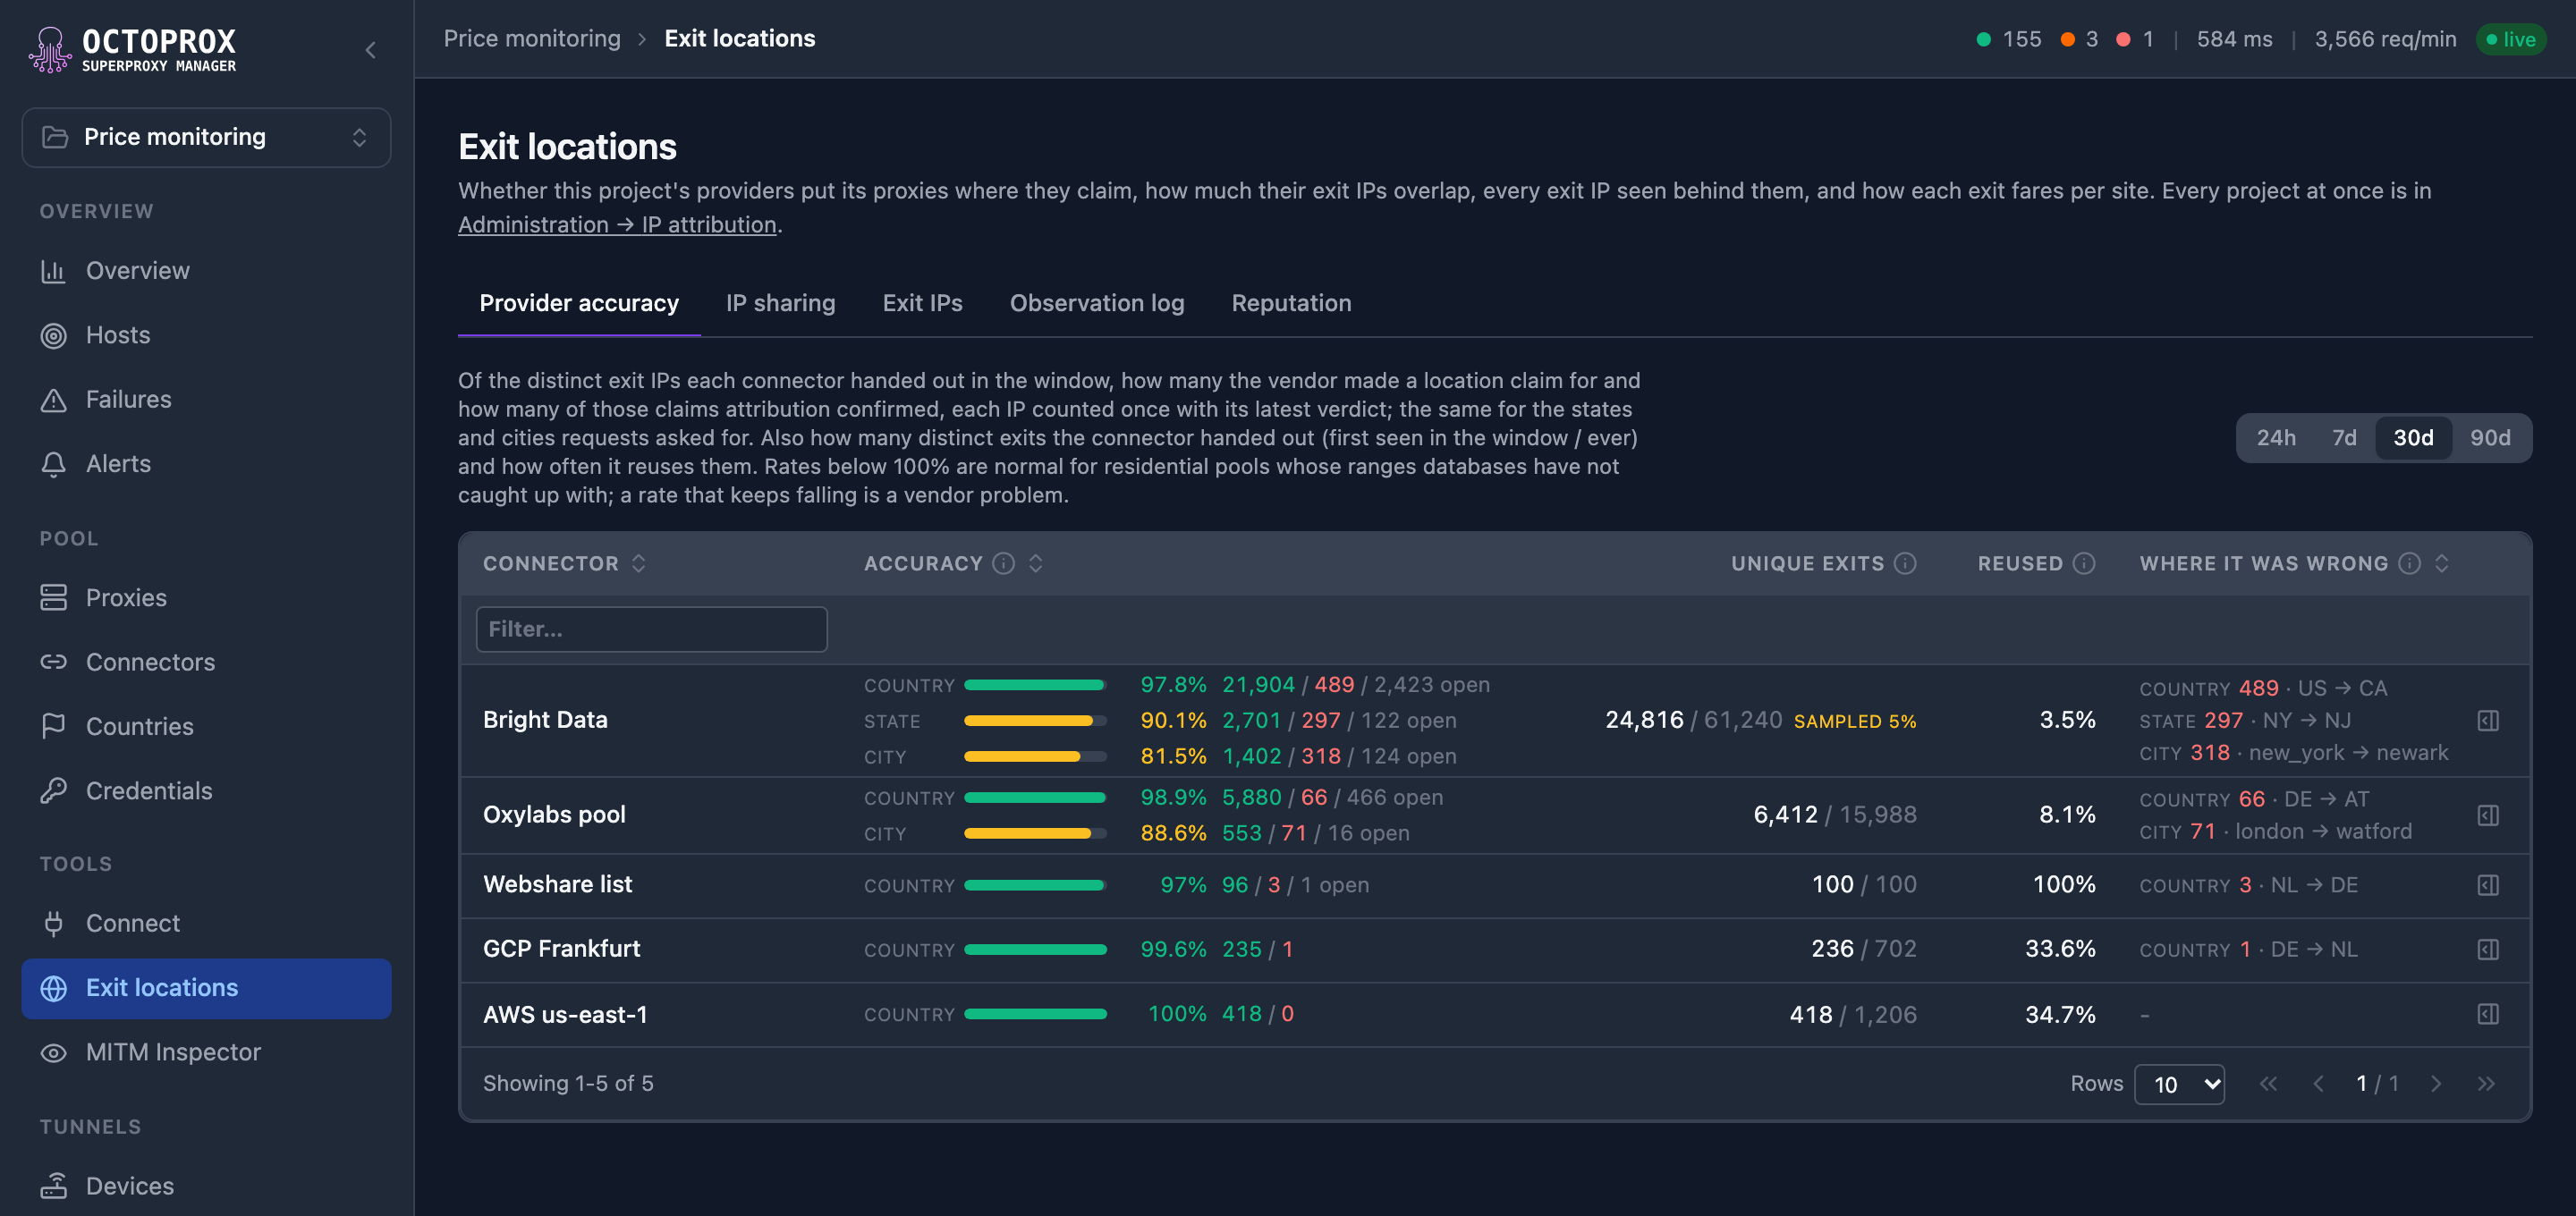 OCTOPROX
SUPERPROXY MANAGER
Price monitoring
OVERVIEW
Overview
Hosts
Failures
Alerts
POOL
Proxies
Connectors
Countries
Credentials
TOOLS
Connect
Exit locations
MITM Inspector
TUNNELS
Devices
Price monitoring > Exit locations
155 3 1 | 584 ms | 3,566 req/min live
Exit locations
Whether this project's providers put its proxies where they claim, how much their exit IPs overlap, every exit IP seen behind them, and how each exit fares per site. Every project at once is in
Administration → IP attribution.
Provider accuracy IP sharing Exit IPs Observation log Reputation
Of the distinct exit IPs each connector handed out in the window, how many the vendor made a location claim for and
how many of those claims attribution confirmed, each IP counted once with its latest verdict; the same for the states
and cities requests asked for. Also how many distinct exits the connector handed out (first seen in the window / ever)
and how often it reuses them. Rates below 100% are normal for residential pools whose ranges databases have not
caught up with; a rate that keeps falling is a vendor problem.
24h 7d 30d 90d
CONNECTOR ACCURACY UNIQUE EXITS REUSED WHERE IT WAS WRONG
Filter...
Bright Data
COUNTRY 97.8% 21,904 / 489 / 2,423 open
STATE 90.1% 2,701 / 297 / 122 open
CITY 81.5% 1,402 / 318 / 124 open
24,816 / 61,240 SAMPLED 5%
3.5%
COUNTRY 489 · US → CA
STATE 297 · NY → NJ
CITY 318 · new_york → newark
Oxylabs pool
COUNTRY 98.9% 5,880 / 66 / 466 open
CITY 88.6% 553 / 71 / 16 open
6,412 / 15,988
8.1%
COUNTRY 66 · DE → AT
CITY 71 · london → watford
Webshare list COUNTRY 97% 96 / 3 / 1 open 100 / 100 100% COUNTRY 3 · NL → DE
GCP Frankfurt COUNTRY 99.6% 235 / 1 236 / 702 33.6% COUNTRY 1 · DE → NL
AWS us-east-1 COUNTRY 100% 418 / 0 418 / 1,206 34.7% -
Showing 1-5 of 5
Rows 10 « ‹ 1 / 1 › »